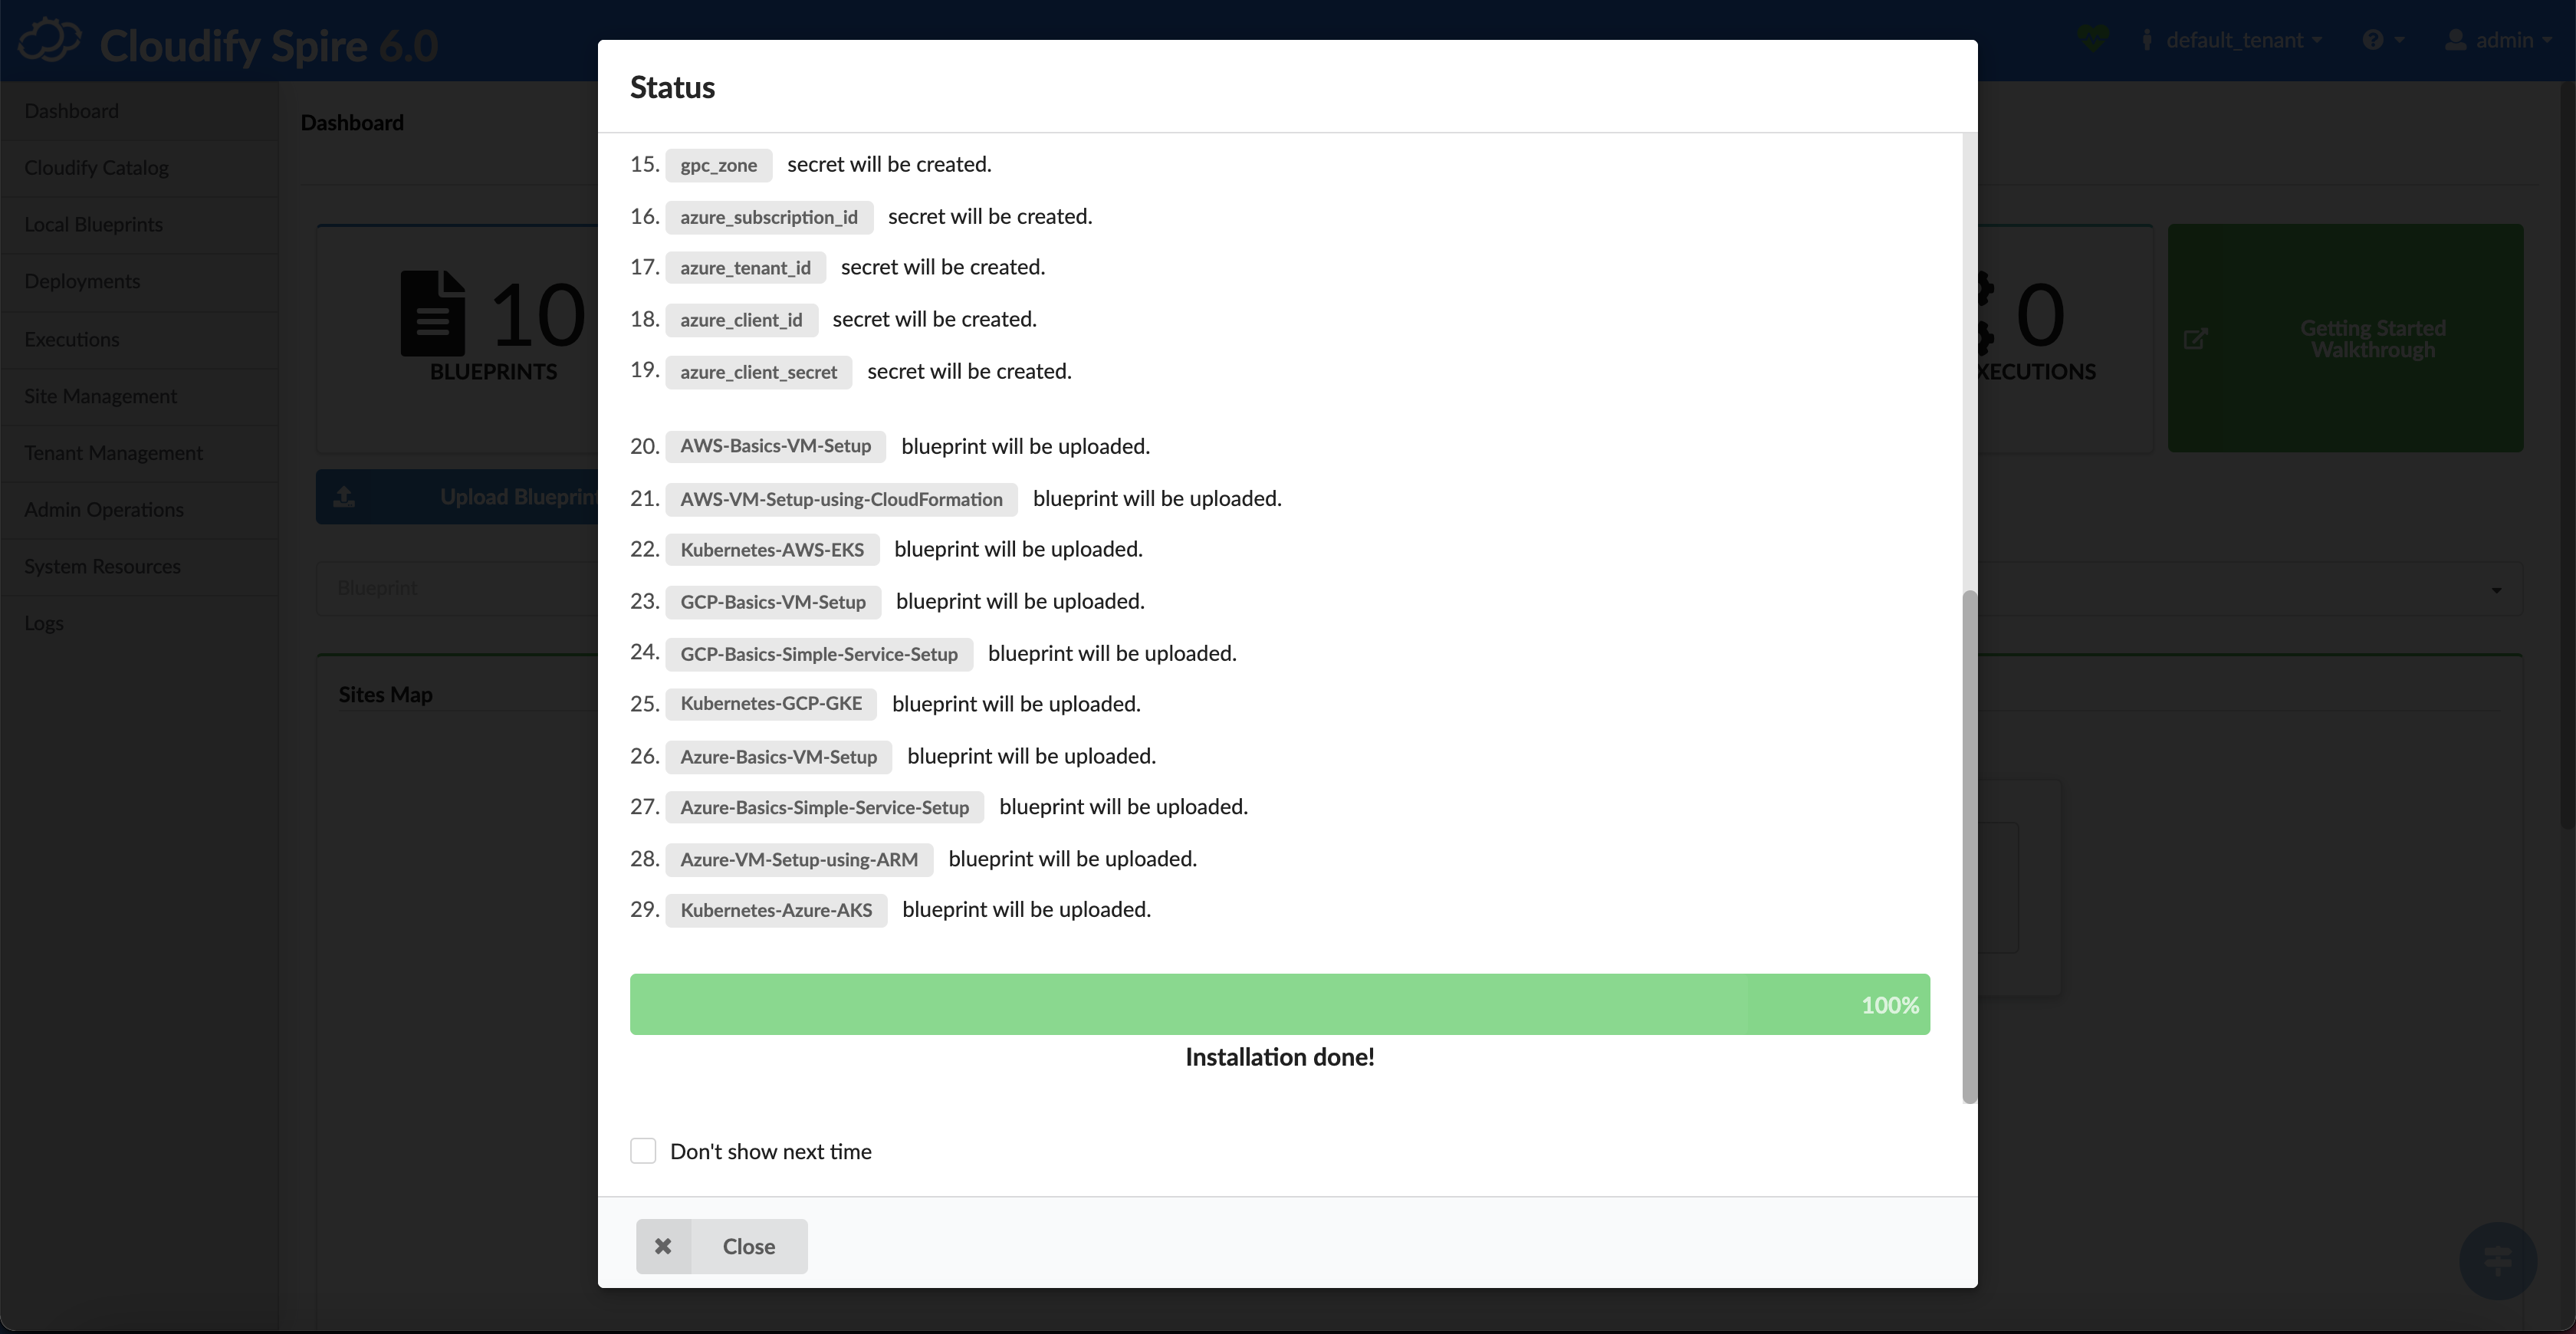 Cloudify Spire 6.0
default_tenant
admin
Dashboard
Cloudify Catalog
Local Blueprints
Deployments
Executions
Site Management
Tenant Management
Admin Operations
System Resources
Logs
Dashboard
10
BLUEPRINTS
Upload Blueprint
Blueprint
Sites Map
0
XECUTIONS
Getting Started
Walkthrough
Status
15. gpc_zone secret will be created.
16. azure_subscription_id secret will be created.
17. azure_tenant_id secret will be created.
18. azure_client_id secret will be created.
19. azure_client_secret secret will be created.
20. AWS-Basics-VM-Setup blueprint will be uploaded.
21. AWS-VM-Setup-using-CloudFormation blueprint will be uploaded.
22. Kubernetes-AWS-EKS blueprint will be uploaded.
23. GCP-Basics-VM-Setup blueprint will be uploaded.
24. GCP-Basics-Simple-Service-Setup blueprint will be uploaded.
25. Kubernetes-GCP-GKE blueprint will be uploaded.
26. Azure-Basics-VM-Setup blueprint will be uploaded.
27. Azure-Basics-Simple-Service-Setup blueprint will be uploaded.
28. Azure-VM-Setup-using-ARM blueprint will be uploaded.
29. Kubernetes-Azure-AKS blueprint will be uploaded.
100%
Installation done!
Don't show next time
Close